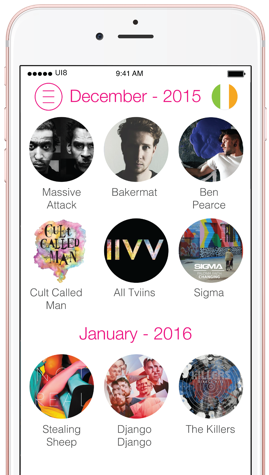 UI8
9:41 AM
December - 2015
Massive
Attack
Bakermat
Ben
Pearce
CULT
CALLED
MAN
IIVV
SIGMA
Cult Called
Man
All Tviins
Sigma
January - 2016
KILLERS
Stealing
Sheep
Django
Django
The Killers